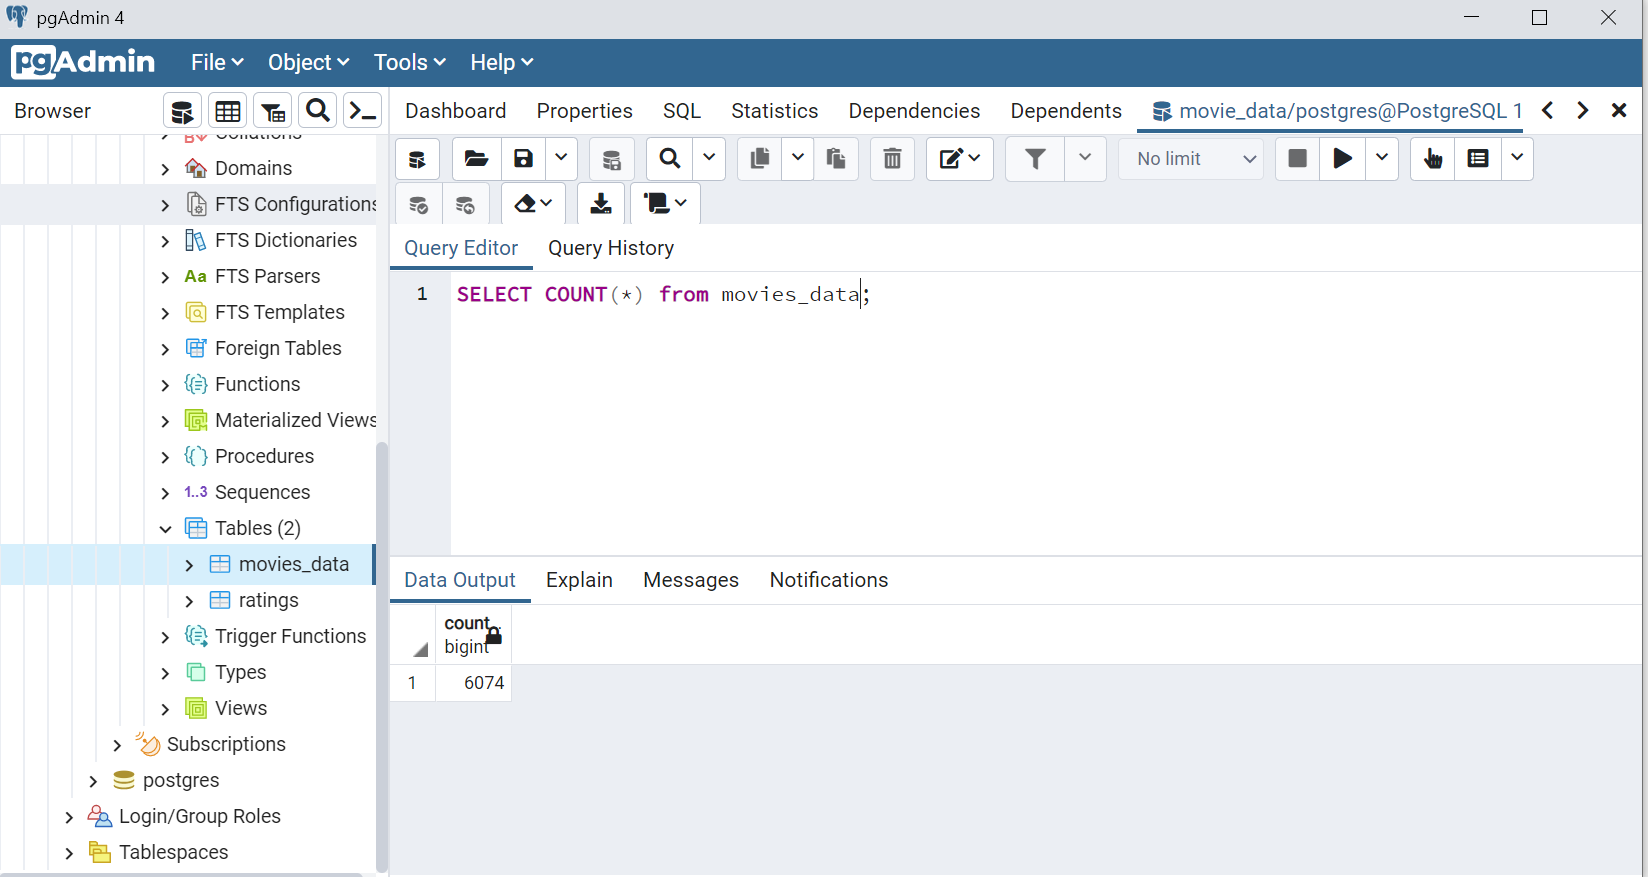 pgAdmin 4
pgAdmin File Object Tools Help
Browser
Dashboard Properties SQL Statistics Dependencies Dependents movie_data/postgres@PostgreSQL 1
No limit
Collations
Domains
FTS Configurations
FTS Dictionaries
Aa FTS Parsers
FTS Templates
Foreign Tables
Functions
Materialized Views
Procedures
1..3 Sequences
Tables (2)
movies_data
ratings
Trigger Functions
Types
Views
Subscriptions
postgres
Login/Group Roles
Tablespaces
Query Editor Query History
1 SELECT COUNT(*) from movies_data;
Data Output Explain Messages Notifications
count
bigint
1 6074